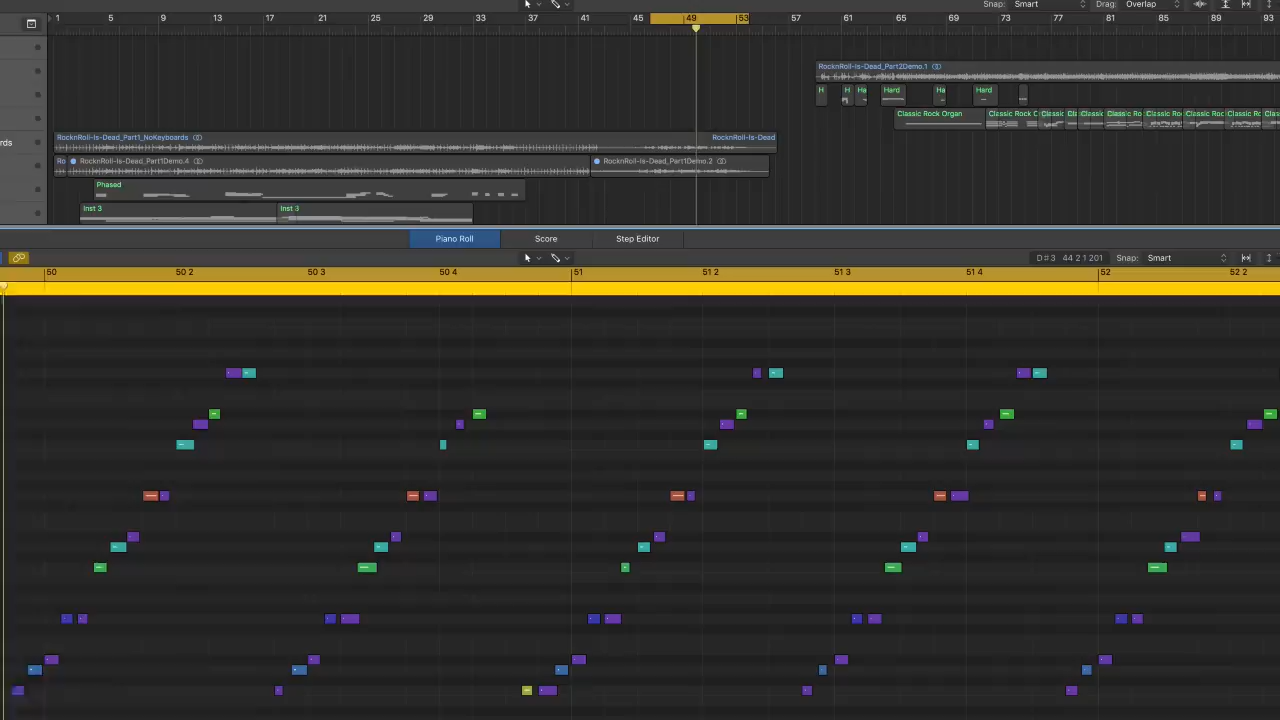 Snap: Smart Drag: Overlap
1 5 9 13 17 21 25 29 33 37 41 45 49 53 57 61 65 69 73 77 81 85 89 93
RocknRoll-Is-Dead_Part2Demo.1
H H Ha Hard Ha Hard
Classic Rock Organ Classic Rock C Classic Cla Classic Classic Ro Classic Roc Classic Ro Classic Ro Clas
rds RocknRoll-Is-Dead_Part1_NoKeyboards RocknRoll-Is-Dead
Ro RocknRoll-Is-Dead_Part1Demo.4 RocknRoll-Is-Dead_Part1Demo.2
Phased
Inst 3 Inst 3
Piano Roll Score Step Editor
D#3 44 2 1 201 Snap: Smart
50 50 2 50 3 50 4 51 51 2 51 3 51 4 52 52 2